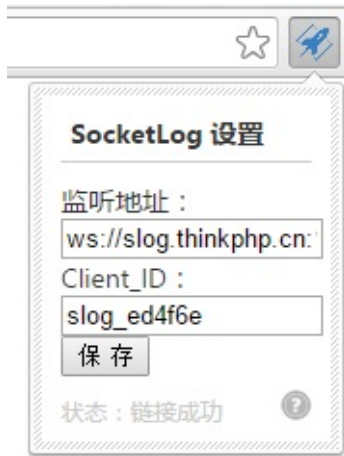 SocketLog 设置
监听地址：
ws://slog.thinkphp.cn:
Client_ID：
slog_ed4f6e
保 存
状态：链接成功
?